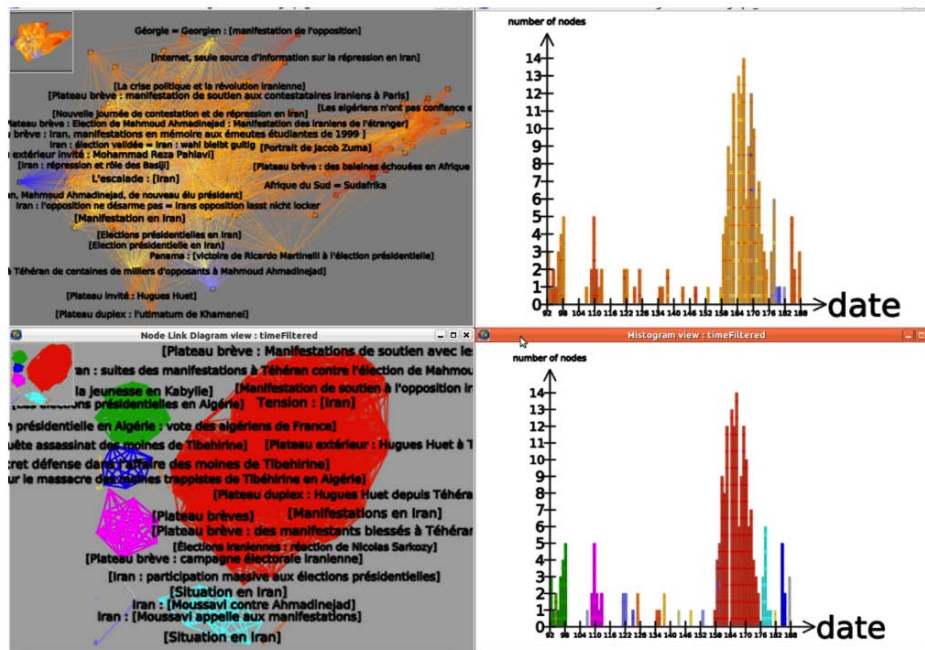 Géorgie = Georgien : [manifestation de l'opposition]
[Internet, seule source d'information sur la répression en Iran]
[La crise politique et la révolution iranienne]
[Plateau brève : manifestation de soutien aux contestataires iraniens à Paris]
[Les algériens n'ont pas confiance e
[Nouvelle journée de contestation et de répression en Iran]
Plateau brève : Election de Mahmoud Ahmadinejad : Manifestation des iraniens de l'étranger]
u brève : Iran, manifestations en mémoire aux émeutes étudiantes de 1999 ]
Iran : élection validée = Iran : wahl bleibt gultig
[Portrait de Jacob Zuma]
u extérieur invité : Mohammad Reza Pahlavi]
[Iran : répression et rôle des Basiji]
[Plateau brève : des baleines échouées en Afrique
L'escalade : [Iran]
Afrique du Sud = Sudafrika
an, Mahmoud Ahmadinejad, de nouveau élu président]
Iran : l'opposition ne désarme pas = Irans opposition lasst nicht locker
[Manifestation en Iran]
[Elections présidentielles en Iran]
[Election présidentielle en Iran]
Panama : [victoire de Ricardo Martinelli à l'élection présidentielle]
à Téhéran de centaines de milliers d'opposants à Mahmoud Ahmadinejad]
[Plateau invité : Hugues Huet]
[Plateau duplex : l'utimatum de Khamenei]
number of nodes
14
13
12
11
10
9
8
7
6
5
4
3
2
1
0
92 98 104 110 116 122 128 134 140 146 152 158 164 170 176 182 188
date
Node Link Diagram view : timeFiltered
[Plateau brève : Manifestations de soutien avec les
ran : suites des manifestations à Téhéran contre l'élection de Mahmou
la jeunesse en Kabylie]
[Manifestation de soutien à l'opposition ir
élections présidentielles en Algérie]
Tension : [Iran]
n présidentielle en Algérie : vote des algériens de France]
uête assassinat des moines de Tibehirine]
[Plateau extérieur : Hugues Huet à T
cret défense dans l'affaire des moines de Tibehirine]
ur le massacre des moines trappistes de Tibéhirine en Algérie]
[Plateau duplex : Hugues Huet depuis Téhéra
[Plateau brèves]
[Manifestations en Iran]
[Plateau brève : des manifestants blessés à Téhéra
[Élections iraniennes : réaction de Nicolas Sarkozy]
[Plateau brève : campagne électorale iranienne]
[Iran : participation massive aux élections présidentielles]
[Situation en Iran]
Iran : [Moussavi contre Ahmadinejad]
Iran : [Moussavi appelle aux manifestations]
[Situation en Iran]
Histogram view : timeFiltered
number of nodes
14
13
12
11
10
9
8
7
6
5
4
3
2
1
0
92 98 104 110 116 122 128 134 140 146 152 158 164 170 176 182 188
date